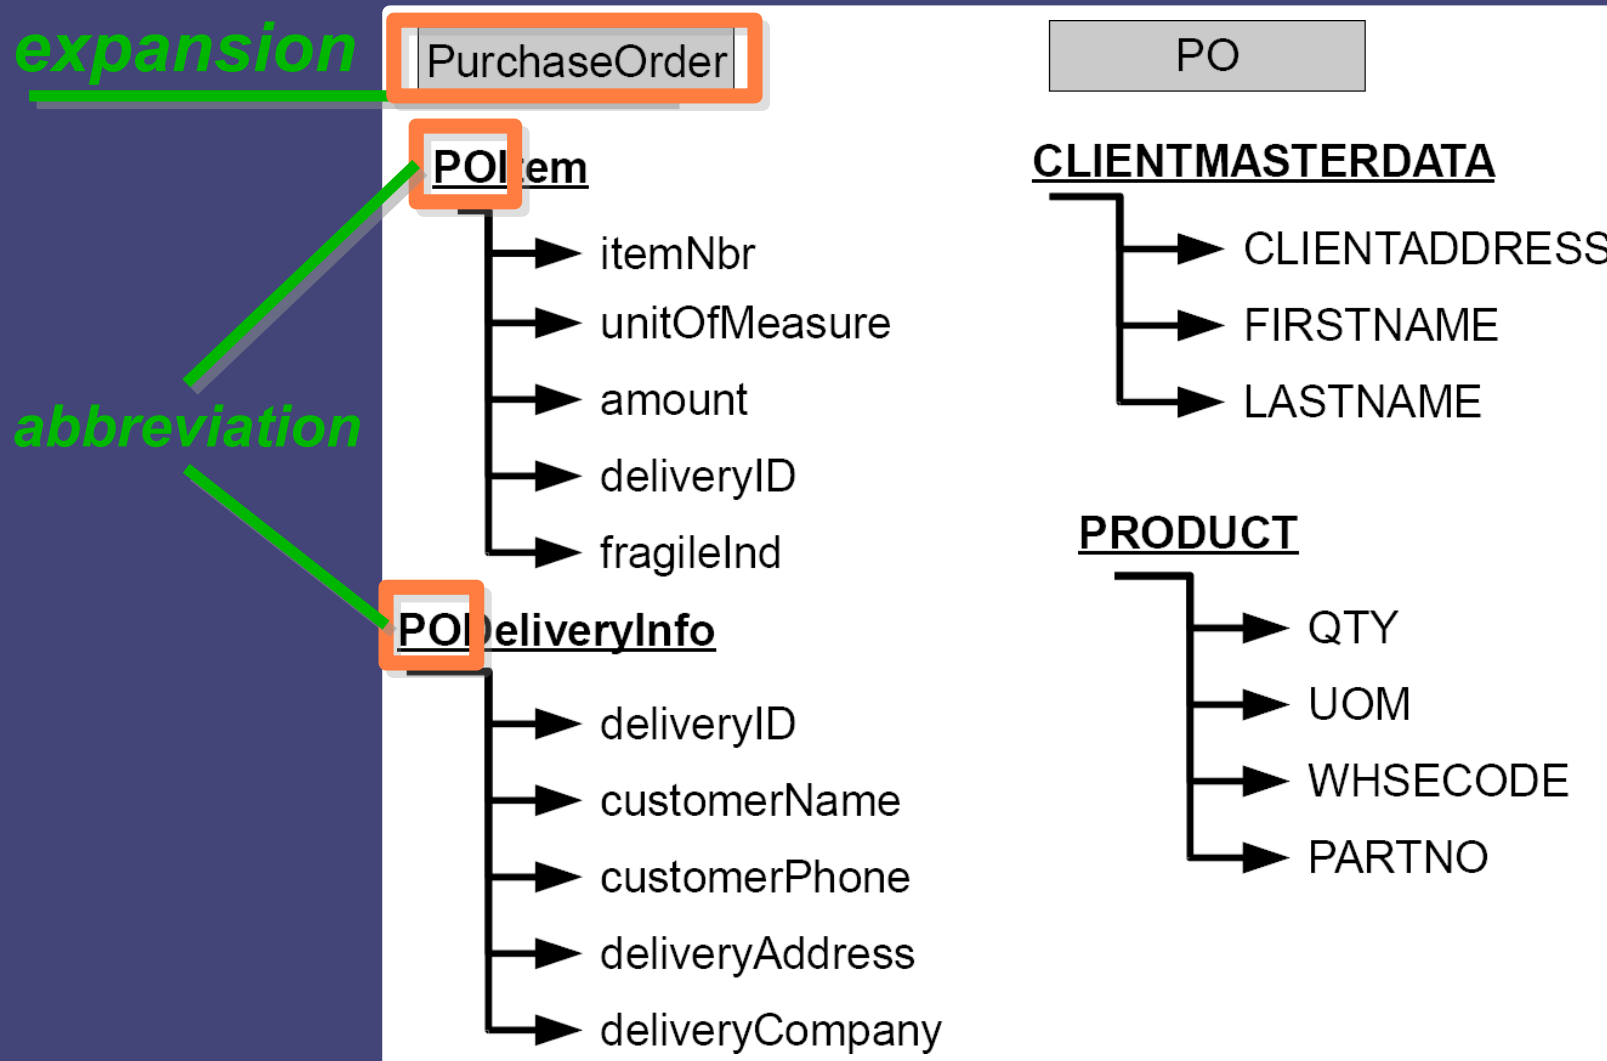 expansion
PurchaseOrder
POItem
itemNbr
unitOfMeasure
amount
deliveryID
fragileInd
abbreviation
PODeliveryInfo
deliveryID
customerName
customerPhone
deliveryAddress
deliveryCompany
PO
CLIENTMASTERDATA
CLIENTADDRESS
FIRSTNAME
LASTNAME
PRODUCT
QTY
UOM
WHSECODE
PARTNO